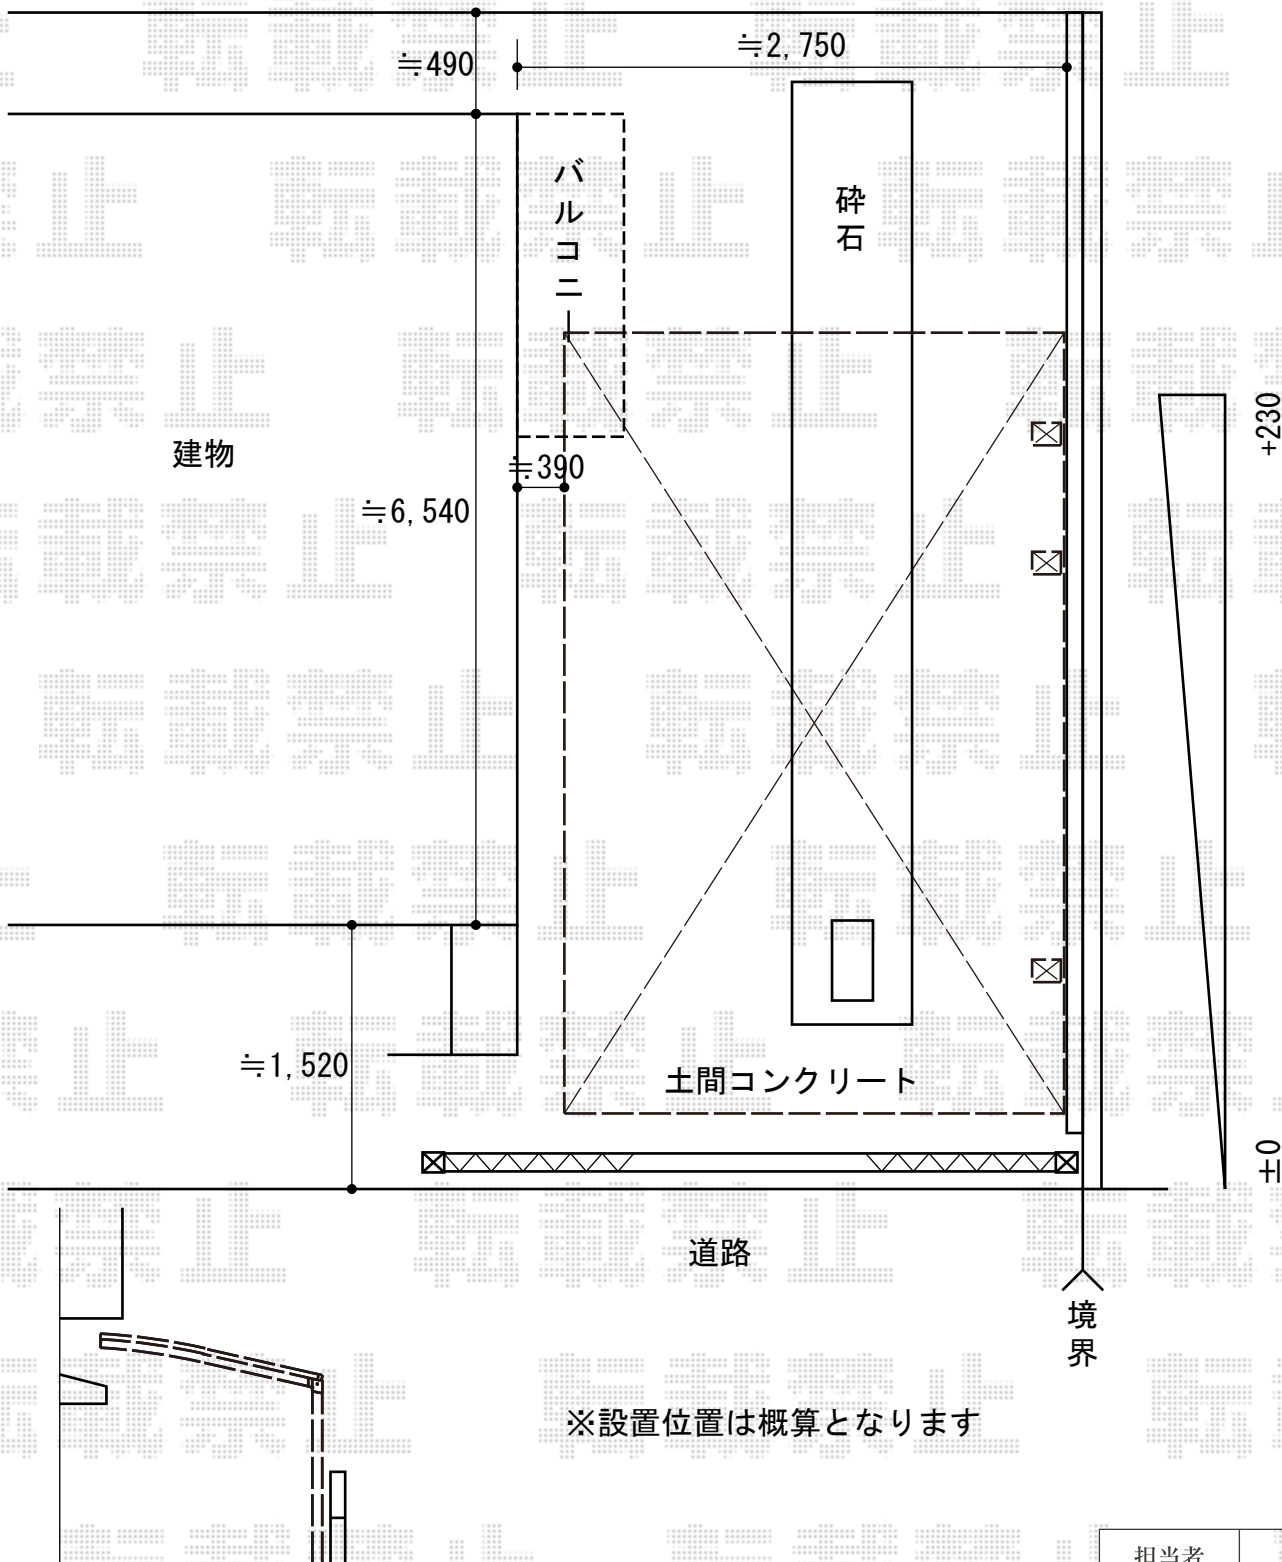 ≒490
≒2,750
バルコニー
砕石
建物
≒390
≒6,540
+230
≒1,520
土間コンクリート
±0
道路
境界
※設置位置は概算となります
担当者
転載禁止